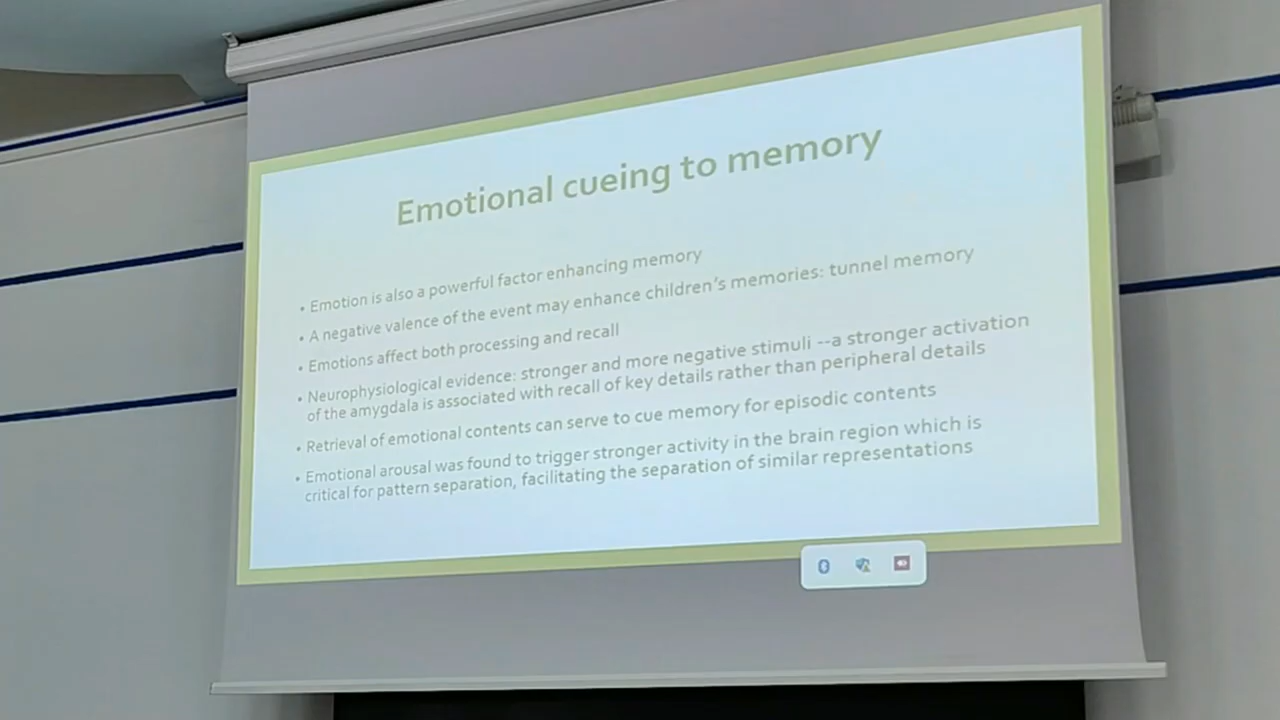 Emotional cueing to memory
• Emotion is also a powerful factor enhancing memory
• A negative valence of the event may enhance children's memories: tunnel memory
• Emotions affect both processing and recall
• Neurophysiological evidence: stronger and more negative stimuli --a stronger activation
of the amygdala is associated with recall of key details rather than peripheral details
• Retrieval of emotional contents can serve to cue memory for episodic contents
• Emotional arousal was found to trigger stronger activity in the brain region which is
critical for pattern separation, facilitating the separation of similar representations